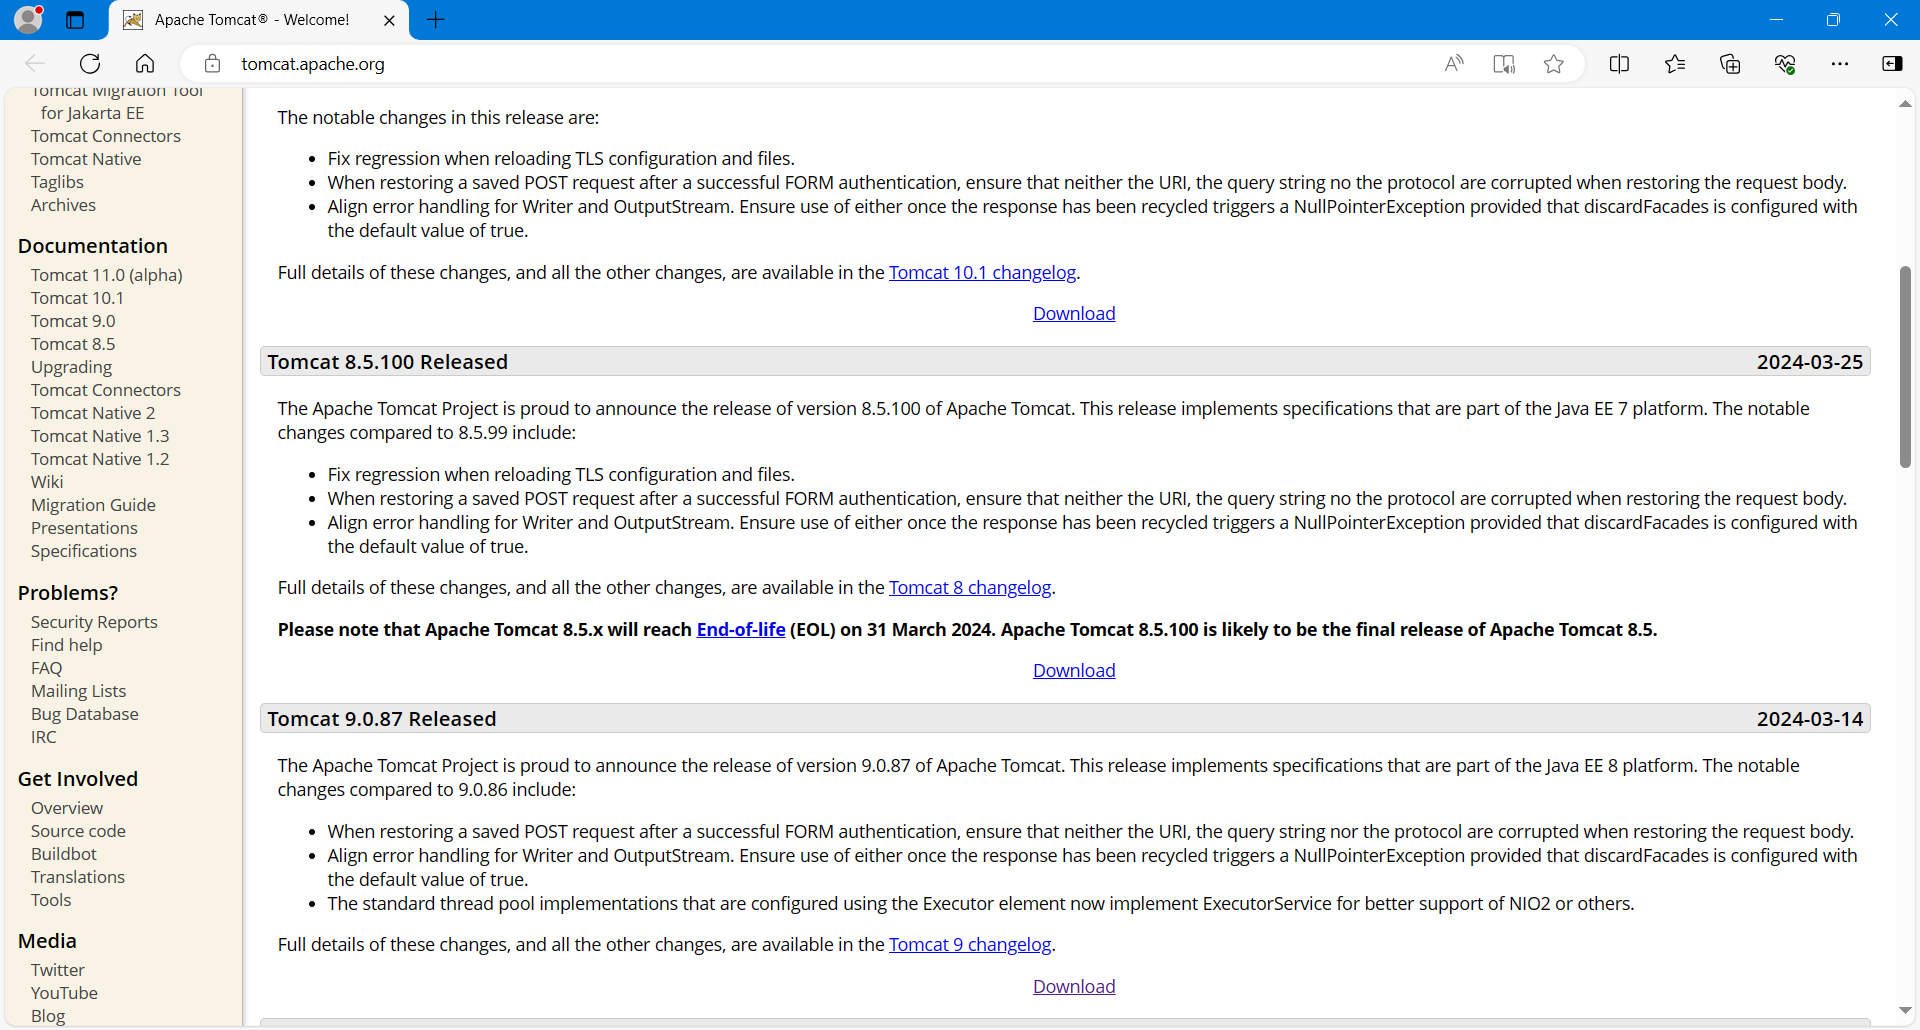 Apache Tomcat® - Welcome!
tomcat.apache.org
Tomcat Migration Tool
for Jakarta EE
Tomcat Connectors
Tomcat Native
Taglibs
Archives
Documentation
Tomcat 11.0 (alpha)
Tomcat 10.1
Tomcat 9.0
Tomcat 8.5
Upgrading
Tomcat Connectors
Tomcat Native 2
Tomcat Native 1.3
Tomcat Native 1.2
Wiki
Migration Guide
Presentations
Specifications
Problems?
Security Reports
Find help
FAQ
Mailing Lists
Bug Database
IRC
Get Involved
Overview
Source code
Buildbot
Translations
Tools
Media
Twitter
YouTube
Blog
The notable changes in this release are:
• Fix regression when reloading TLS configuration and files.
• When restoring a saved POST request after a successful FORM authentication, ensure that neither the URI, the query string no the protocol are corrupted when restoring the request body.
• Align error handling for Writer and OutputStream. Ensure use of either once the response has been recycled triggers a NullPointerException provided that discardFacades is configured with
the default value of true.
Full details of these changes, and all the other changes, are available in the Tomcat 10.1 changelog.
Download
Tomcat 8.5.100 Released 2024-03-25
The Apache Tomcat Project is proud to announce the release of version 8.5.100 of Apache Tomcat. This release implements specifications that are part of the Java EE 7 platform. The notable
changes compared to 8.5.99 include:
• Fix regression when reloading TLS configuration and files.
• When restoring a saved POST request after a successful FORM authentication, ensure that neither the URI, the query string no the protocol are corrupted when restoring the request body.
• Align error handling for Writer and OutputStream. Ensure use of either once the response has been recycled triggers a NullPointerException provided that discardFacades is configured with
the default value of true.
Full details of these changes, and all the other changes, are available in the Tomcat 8 changelog.
Please note that Apache Tomcat 8.5.x will reach End-of-life (EOL) on 31 March 2024. Apache Tomcat 8.5.100 is likely to be the final release of Apache Tomcat 8.5.
Download
Tomcat 9.0.87 Released 2024-03-14
The Apache Tomcat Project is proud to announce the release of version 9.0.87 of Apache Tomcat. This release implements specifications that are part of the Java EE 8 platform. The notable
changes compared to 9.0.86 include:
• When restoring a saved POST request after a successful FORM authentication, ensure that neither the URI, the query string nor the protocol are corrupted when restoring the request body.
• Align error handling for Writer and OutputStream. Ensure use of either once the response has been recycled triggers a NullPointerException provided that discardFacades is configured with
the default value of true.
• The standard thread pool implementations that are configured using the Executor element now implement ExecutorService for better support of NIO2 or others.
Full details of these changes, and all the other changes, are available in the Tomcat 9 changelog.
Download